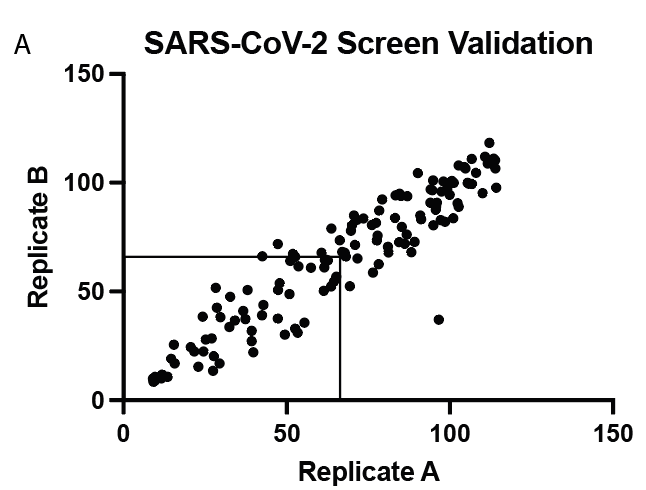 A
SARS-CoV-2 Screen Validation
150
100
50
0
Replicate B
0 50 100 150
Replicate A